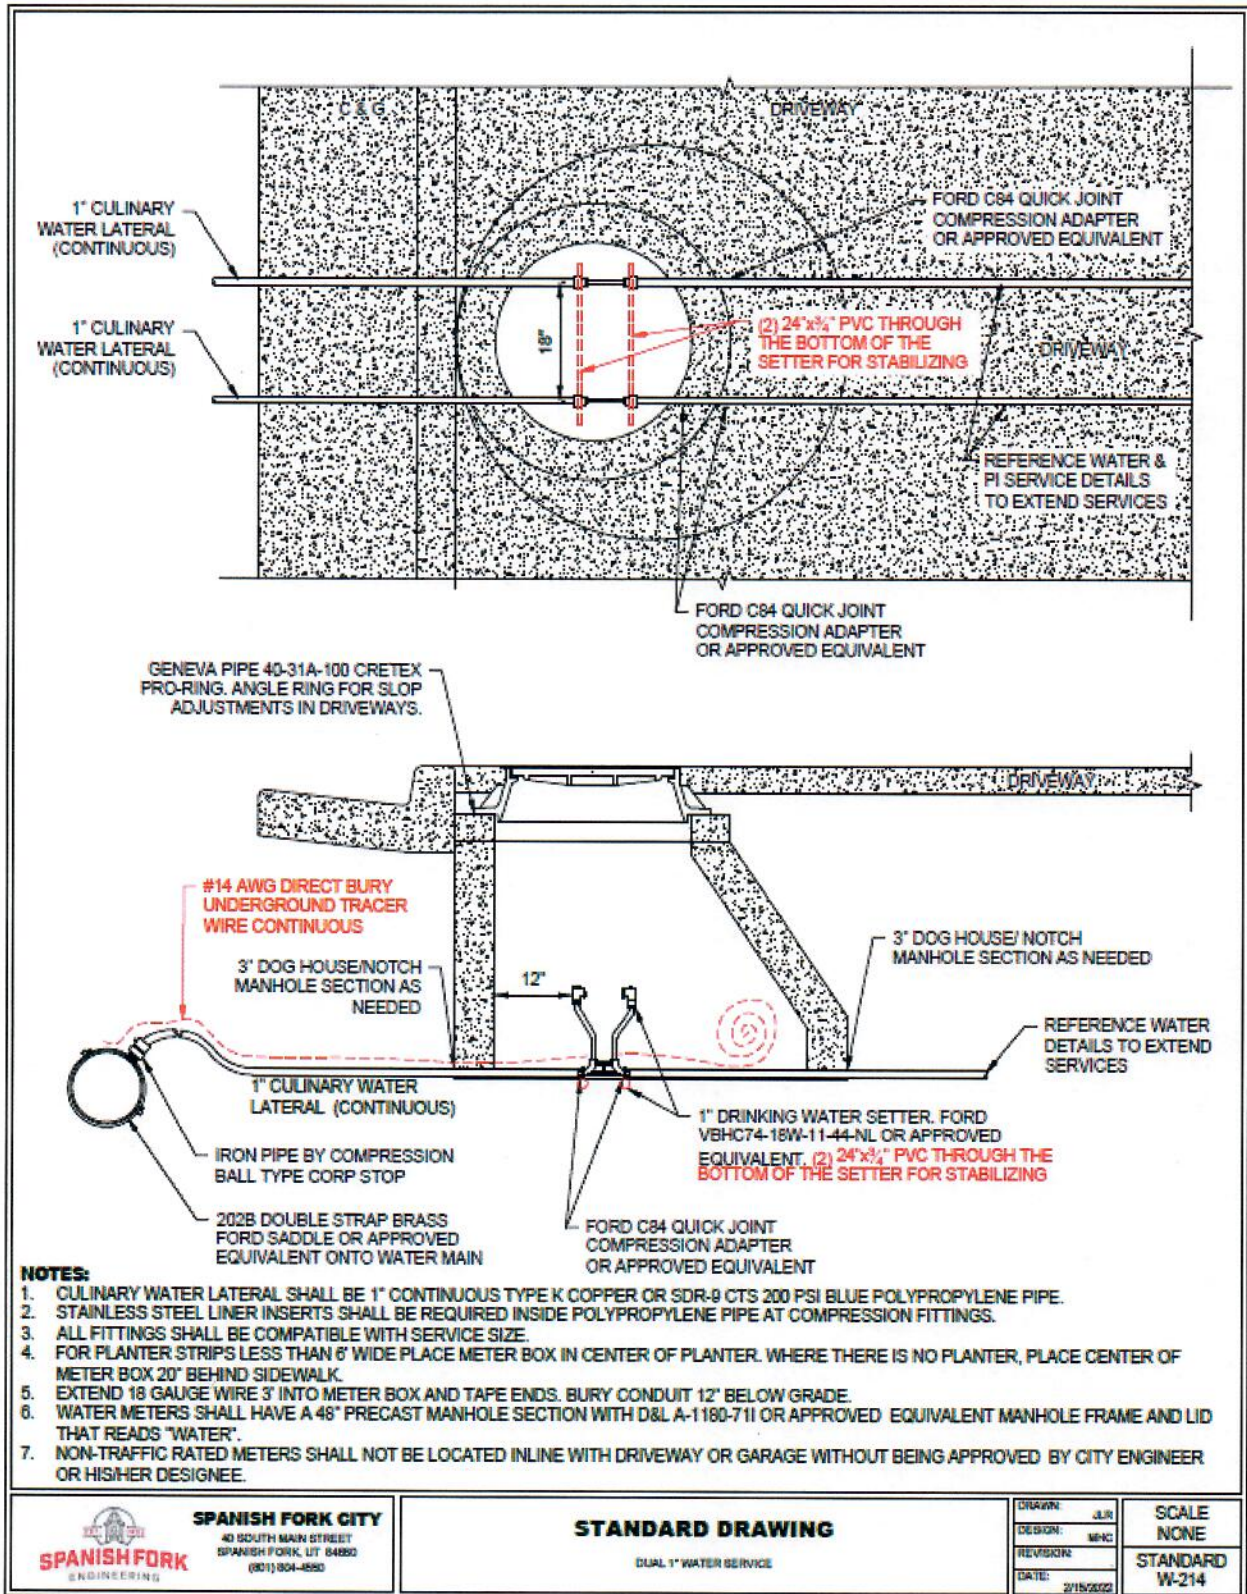 C & G
DRIVEWAY
1" CULINARY
WATER LATERAL
(CONTINUOUS)
FORD C84 QUICK JOINT
COMPRESSION ADAPTER
OR APPROVED EQUIVALENT
1" CULINARY
WATER LATERAL
(CONTINUOUS)
18"
(2) 24"x¾" PVC THROUGH
THE BOTTOM OF THE
SETTER FOR STABILIZING
DRIVEWAY
REFERENCE WATER &
PI SERVICE DETAILS
TO EXTEND SERVICES
FORD C84 QUICK JOINT
COMPRESSION ADAPTER
OR APPROVED EQUIVALENT
GENEVA PIPE 40-31A-100 CRETEX
PRO-RING. ANGLE RING FOR SLOP
ADJUSTMENTS IN DRIVEWAYS.
DRIVEWAY
#14 AWG DIRECT BURY
UNDERGROUND TRACER
WIRE CONTINUOUS
3" DOG HOUSE/NOTCH
MANHOLE SECTION AS
NEEDED
12"
3" DOG HOUSE/ NOTCH
MANHOLE SECTION AS NEEDED
REFERENCE WATER
DETAILS TO EXTEND
SERVICES
1" CULINARY WATER
LATERAL (CONTINUOUS)
1" DRINKING WATER SETTER. FORD
VBHC74-18W-11-44-NL OR APPROVED
EQUIVALENT. (2) 24"x¾" PVC THROUGH THE
BOTTOM OF THE SETTER FOR STABILIZING
IRON PIPE BY COMPRESSION
BALL TYPE CORP STOP
202B DOUBLE STRAP BRASS
FORD SADDLE OR APPROVED
EQUIVALENT ONTO WATER MAIN
FORD C84 QUICK JOINT
COMPRESSION ADAPTER
OR APPROVED EQUIVALENT
NOTES:
1. CULINARY WATER LATERAL SHALL BE 1" CONTINUOUS TYPE K COPPER OR SDR-9 CTS 200 PSI BLUE POLYPROPYLENE PIPE.
2. STAINLESS STEEL LINER INSERTS SHALL BE REQUIRED INSIDE POLYPROPYLENE PIPE AT COMPRESSION FITTINGS.
3. ALL FITTINGS SHALL BE COMPATIBLE WITH SERVICE SIZE.
4. FOR PLANTER STRIPS LESS THAN 6' WIDE PLACE METER BOX IN CENTER OF PLANTER. WHERE THERE IS NO PLANTER, PLACE CENTER OF
METER BOX 20" BEHIND SIDEWALK.
5. EXTEND 18 GAUGE WIRE 3' INTO METER BOX AND TAPE ENDS. BURY CONDUIT 12" BELOW GRADE.
6. WATER METERS SHALL HAVE A 48" PRECAST MANHOLE SECTION WITH D&L A-1180-71I OR APPROVED EQUIVALENT MANHOLE FRAME AND LID
THAT READS "WATER".
7. NON-TRAFFIC RATED METERS SHALL NOT BE LOCATED INLINE WITH DRIVEWAY OR GARAGE WITHOUT BEING APPROVED BY CITY ENGINEER
OR HIS/HER DESIGNEE.
SPANISH FORK
ENGINEERING
SPANISH FORK CITY
40 SOUTH MAIN STREET
SPANISH FORK, UT 84660
(801) 804-4550
STANDARD DRAWING
DUAL 1" WATER SERVICE
DRAWN: JLR
DESIGN: MHC
REVISION:
DATE: 2/15/2022
SCALE
NONE
STANDARD
W-214